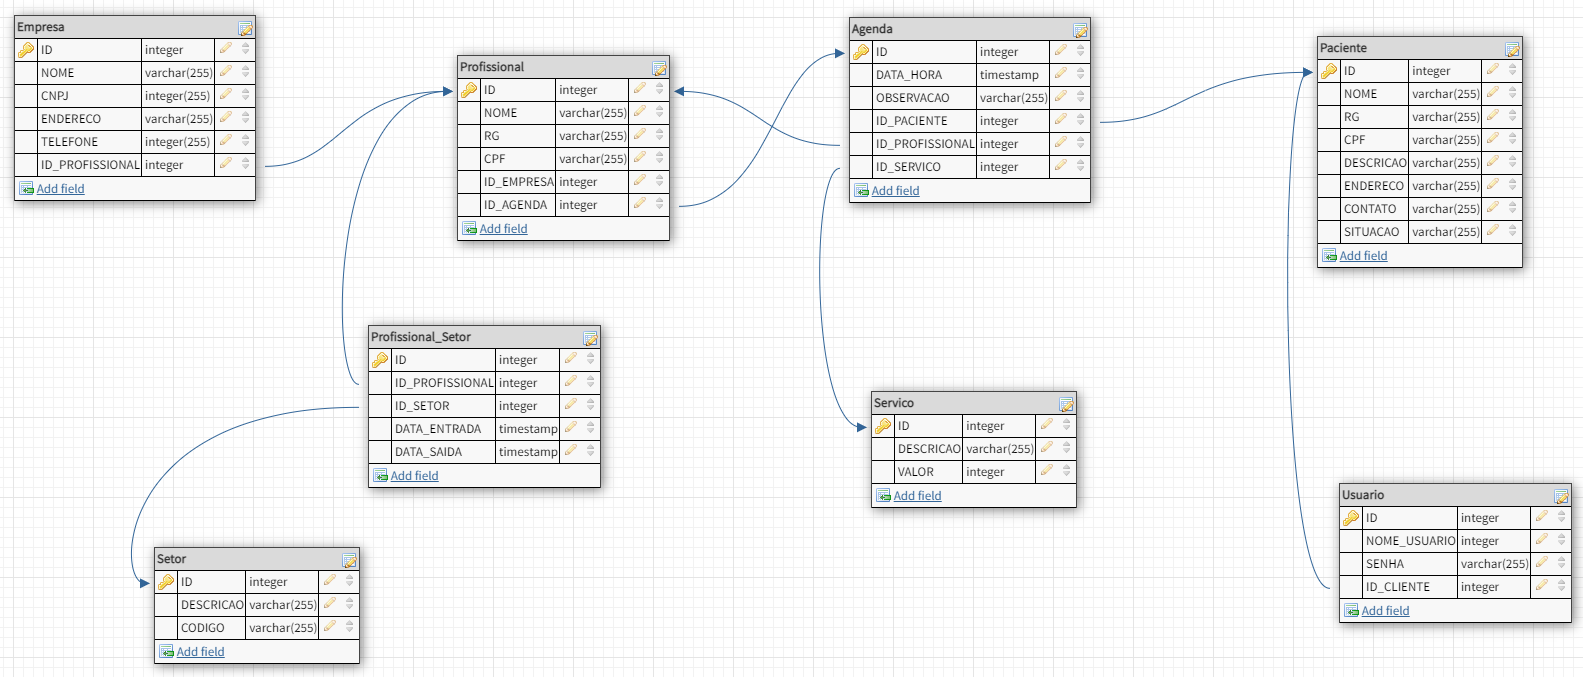 Empresa
ID integer
NOME varchar(255)
CNPJ integer(255)
ENDERECO varchar(255)
TELEFONE integer(255)
ID_PROFISSIONAL integer
Add field
Profissional
ID integer
NOME varchar(255)
RG varchar(255)
CPF varchar(255)
ID_EMPRESA integer
ID_AGENDA integer
Add field
Agenda
ID integer
DATA_HORA timestamp
OBSERVACAO varchar(255)
ID_PACIENTE integer
ID_PROFISSIONAL integer
ID_SERVICO integer
Add field
Paciente
ID integer
NOME varchar(255)
RG varchar(255)
CPF varchar(255)
DESCRICAO varchar(255)
ENDERECO varchar(255)
CONTATO varchar(255)
SITUACAO varchar(255)
Add field
Profissional_Setor
ID integer
ID_PROFISSIONAL integer
ID_SETOR integer
DATA_ENTRADA timestamp
DATA_SAIDA timestamp
Add field
Servico
ID integer
DESCRICAO varchar(255)
VALOR integer
Add field
Usuario
ID integer
NOME_USUARIO integer
SENHA varchar(255)
ID_CLIENTE integer
Add field
Setor
ID integer
DESCRICAO varchar(255)
CODIGO varchar(255)
Add field